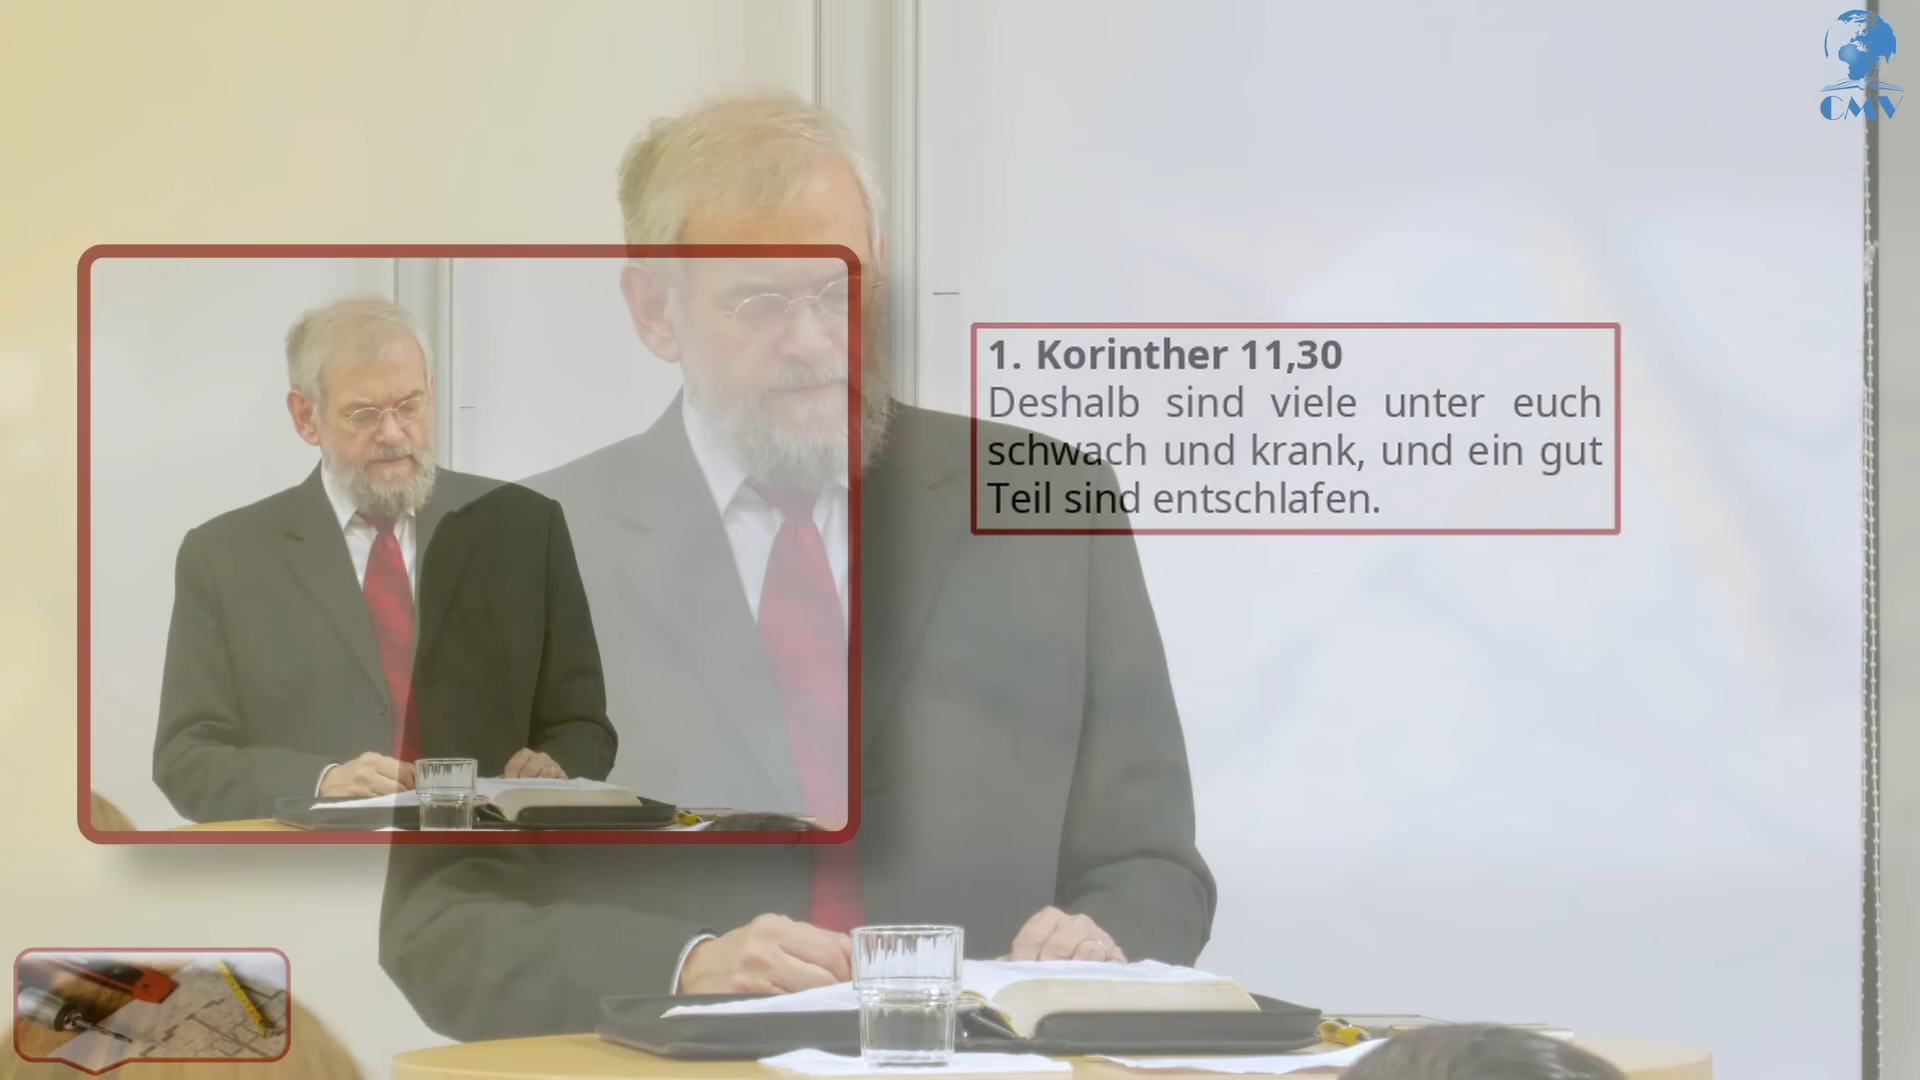 CMV
1. Korinther 11,30
Deshalb sind viele unter euch
schwach und krank, und ein gut
Teil sind entschlafen.